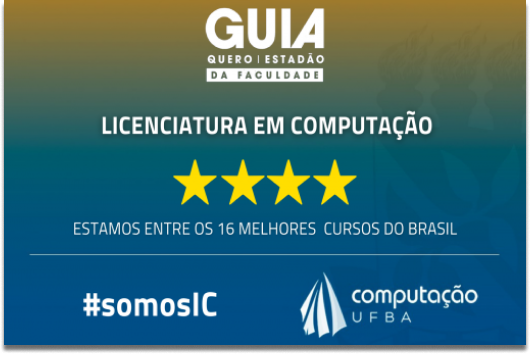 GUIA
QUERO | ESTADÃO
DA FACULDADE
LICENCIATURA EM COMPUTAÇÃO
ESTAMOS ENTRE OS 16 MELHORES CURSOS DO BRASIL
#somosIC
computação
UFBA